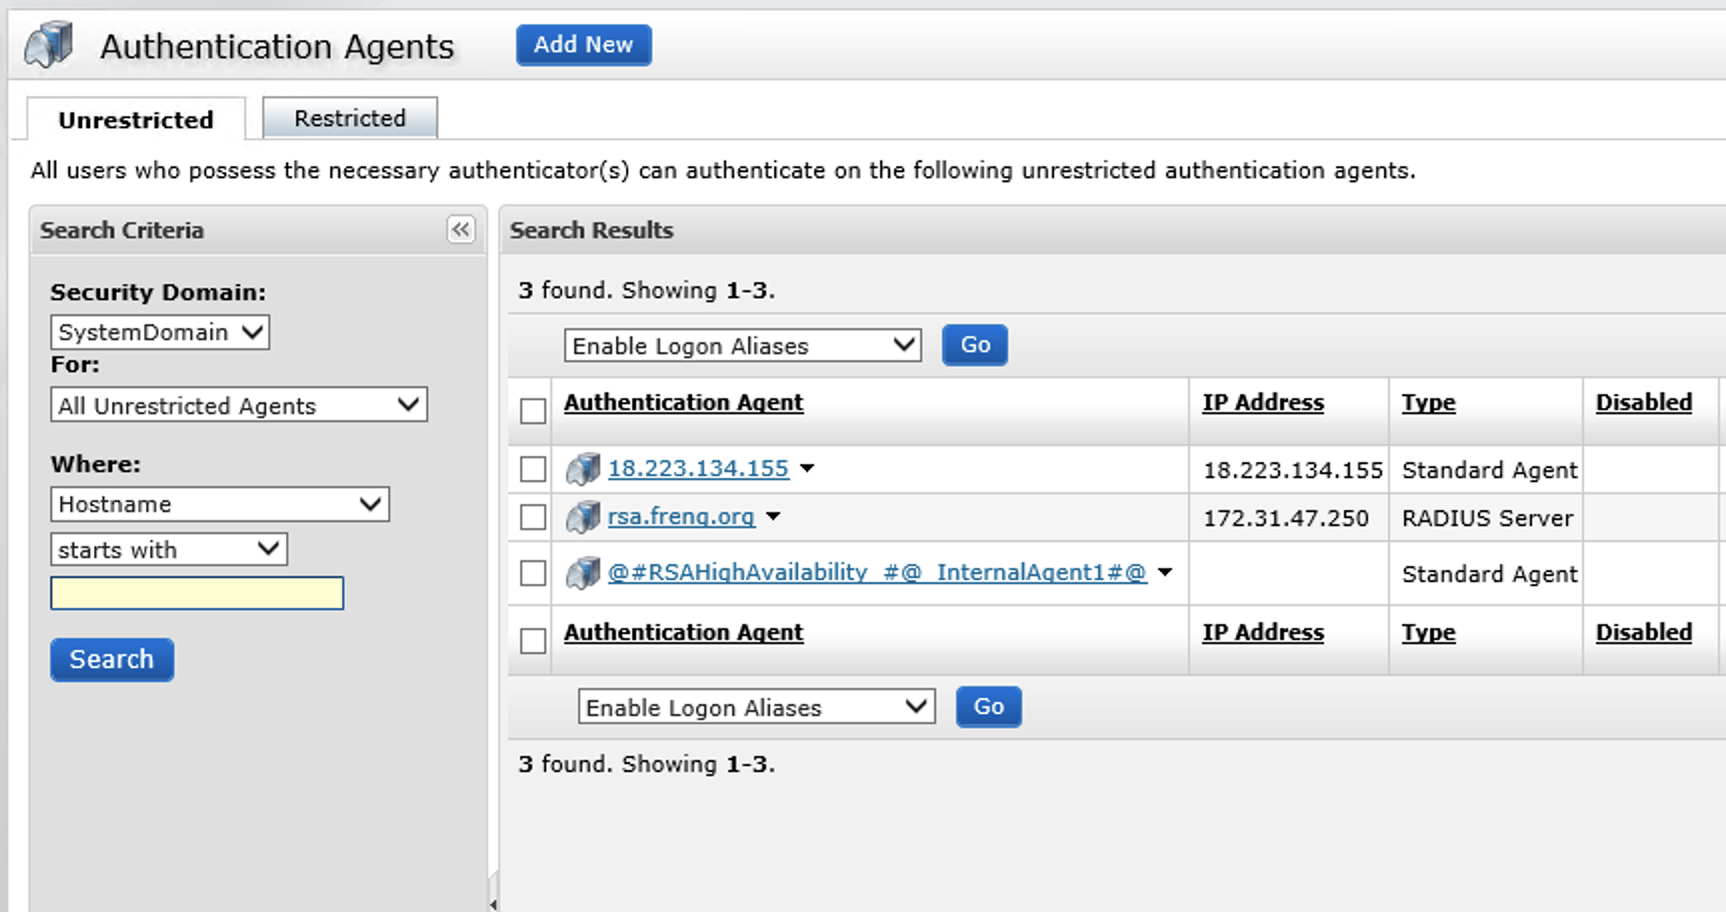 Authentication Agents
Add New
Unrestricted
Restricted
All users who possess the necessary authenticator(s) can authenticate on the following unrestricted authentication agents.
Search Criteria
Security Domain:
SystemDomain
For:
All Unrestricted Agents
Where:
Hostname
starts with
Search
Search Results
3 found. Showing 1-3.
Enable Logon Aliases Go
Authentication Agent IP Address Type Disabled
18.223.134.155 18.223.134.155 Standard Agent
rsa.freng.org 172.31.47.250 RADIUS Server
@#RSAHighAvailability_#@_InternalAgent1#@ Standard Agent
Authentication Agent IP Address Type Disabled
Enable Logon Aliases Go
3 found. Showing 1-3.